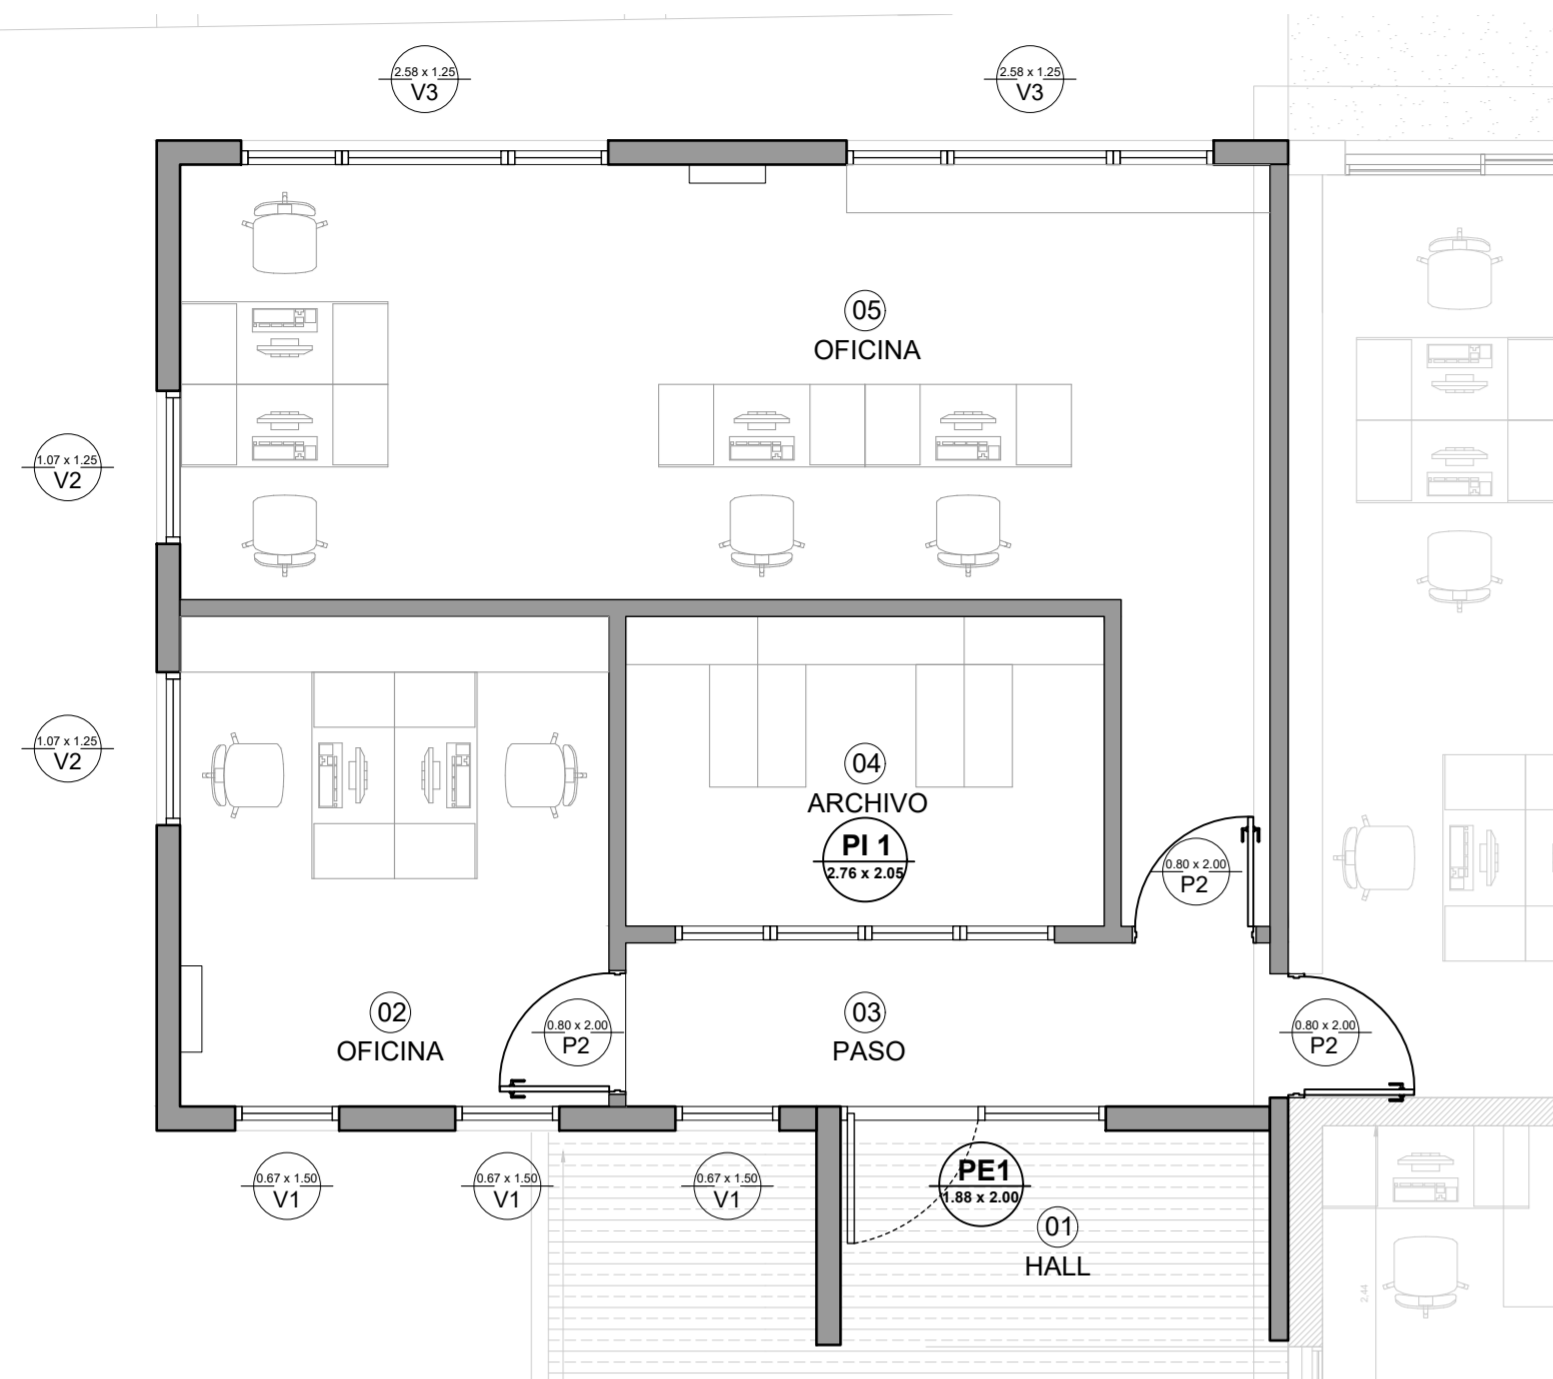 2.58 x 1.25
V3
2.58 x 1.25
V3
05
OFICINA
1.07 x 1.25
V2
1.07 x 1.25
V2
04
ARCHIVO
PI 1
2.76 x 2.05
0.80 x 2.00
P2
02
OFICINA
0.80 x 2.00
P2
03
PASO
0.80 x 2.00
P2
0.67 x 1.50
V1
0.67 x 1.50
V1
0.67 x 1.50
V1
PE1
1.88 x 2.00
01
HALL
2.44